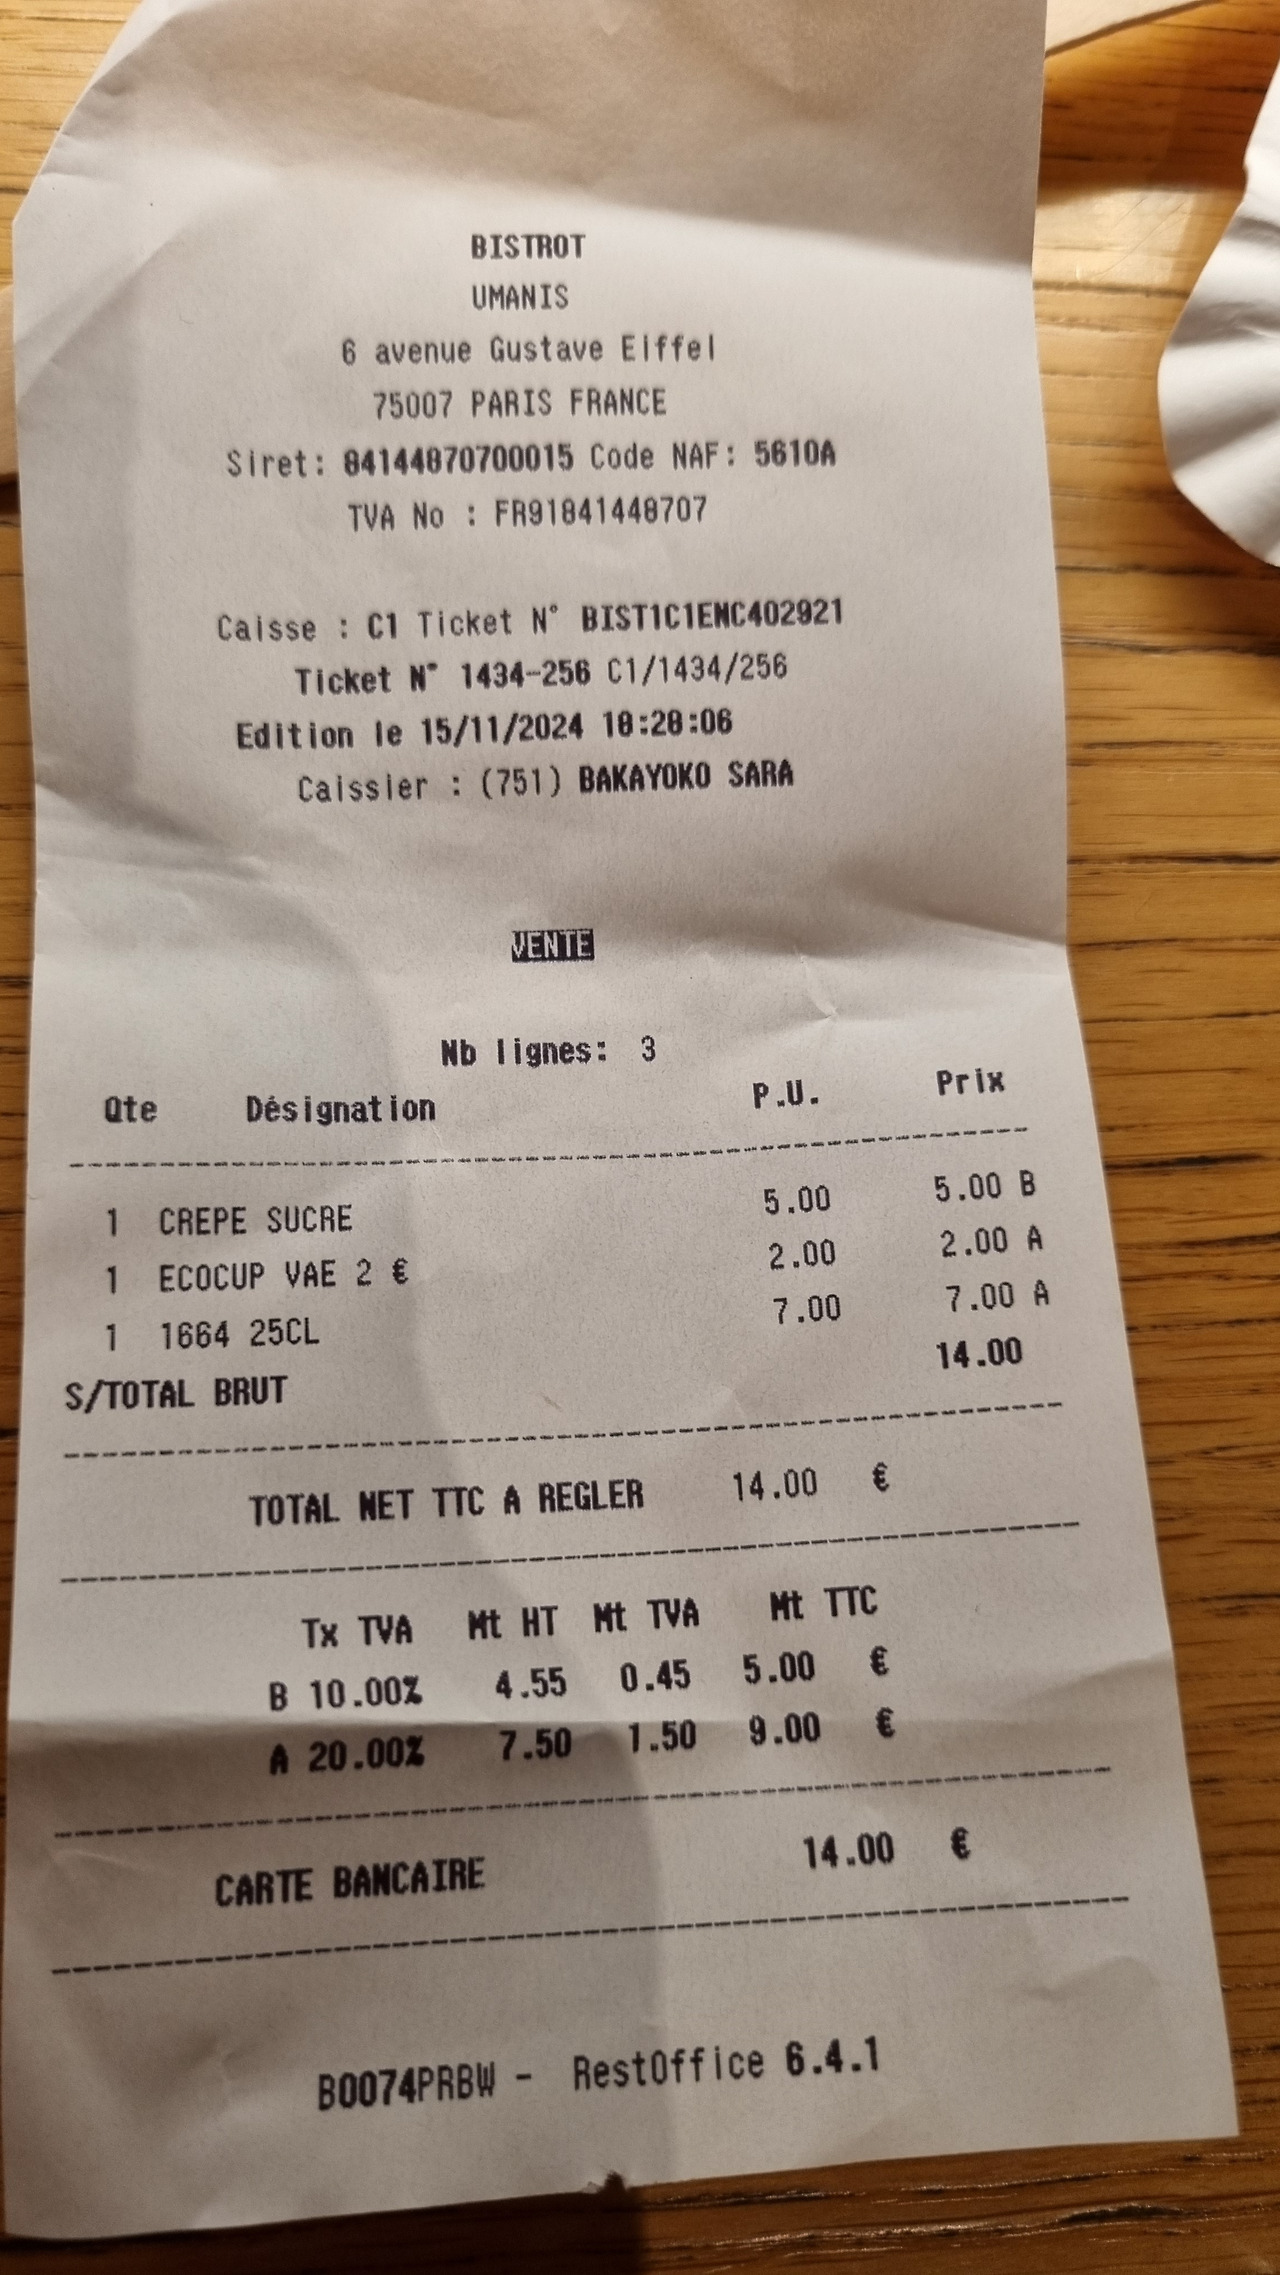 BISTROT
UMANIS
6 avenue Gustave Eiffel
75007 PARIS FRANCE
Siret: 84144870700015 Code NAF: 5610A
TVA No : FR91841448707
Caisse : C1 Ticket N° BIST1C1ENC402921
Ticket N° 1434-256 C1/1434/256
Edition le 15/11/2024 18:28:06
Caissier : (751) BAKAYOKO SARA
VENTE
Nb lignes: 3
Qte Désignation P.U. Prix
1 CREPE SUCRE 5.00 5.00 B
1 ECOCUP VAE 2 € 2.00 2.00 A
1 1664 25CL 7.00 7.00 A
S/TOTAL BRUT 14.00
TOTAL NET TTC A REGLER 14.00 €
Tx TVA Mt HT Mt TVA Mt TTC
B 10.00% 4.55 0.45 5.00 €
A 20.00% 7.50 1.50 9.00 €
CARTE BANCAIRE 14.00 €
B0074PRBW - RestOffice 6.4.1